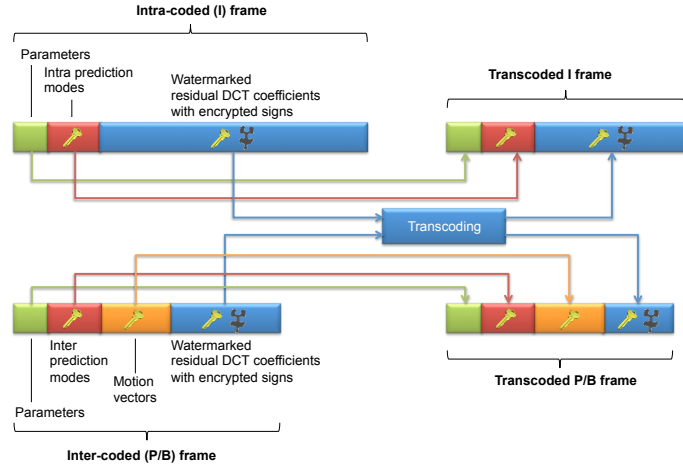 Intra-coded (I) frame
Parameters
Intra prediction
modes
Watermarked
residual DCT coefficients
with encrypted signs
Transcoded I frame
Transcoding
Inter
prediction
modes
Motion
vectors
Watermarked
residual DCT coefficients
with encrypted signs
Parameters
Inter-coded (P/B) frame
Transcoded P/B frame